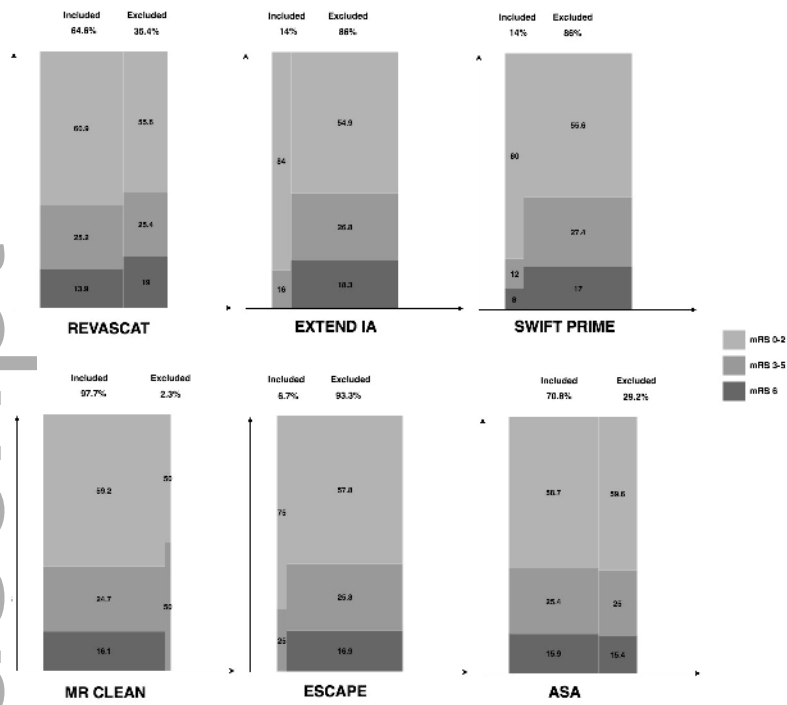 Included Excluded
64.6% 35.4%
60.9 55.6
25.2 25.4
13.9 19
REVASCAT
Included Excluded
14% 86%
84 54.9
26.8
16 18.3
EXTEND IA
Included Excluded
14% 86%
80 55.6
12 27.4
8 17
SWIFT PRIME
mRS 0-2
mRS 3-5
mRS 6
Included Excluded
97.7% 2.3%
59.2 50
24.7 50
16.1
MR CLEAN
Included Excluded
6.7% 93.3%
75
25 25.8
16.9
ESCAPE
Included Excluded
70.8% 29.2%
58.7 59.6
25.4 25
15.9 15.4
ASA